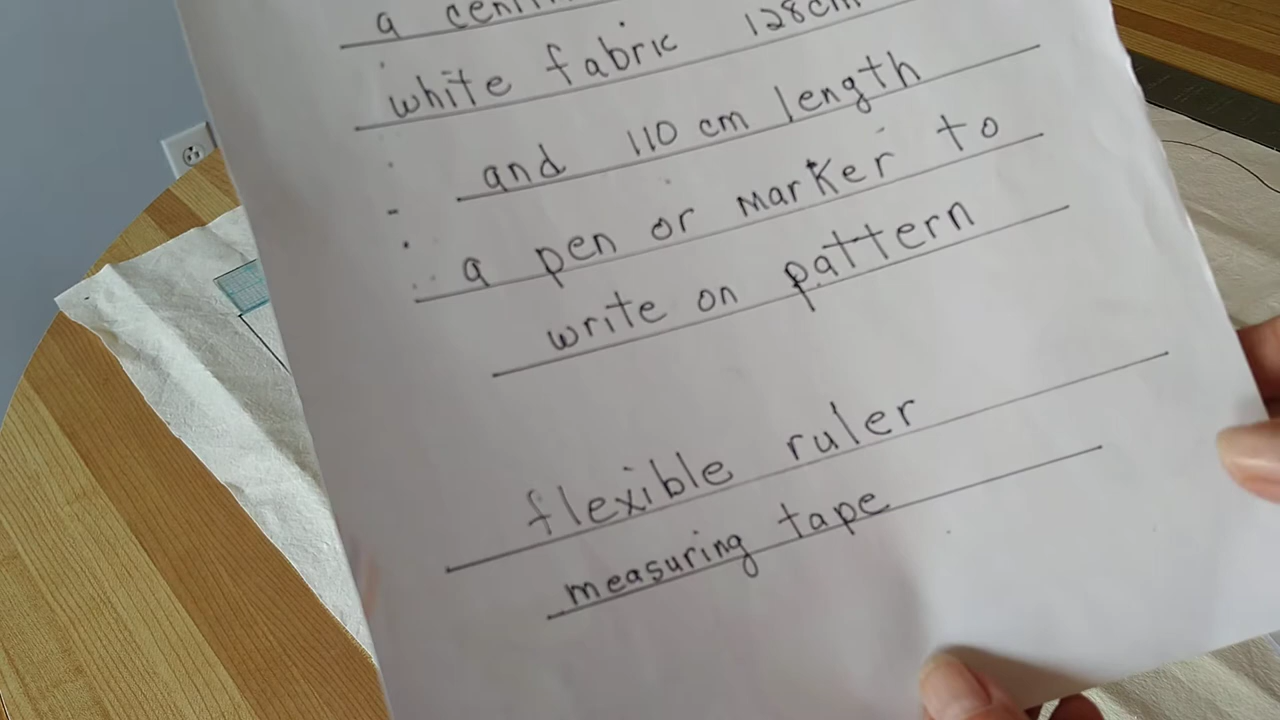 a
white fabric 128cm
and 110 cm length
a pen or marker to
write on pattern
flexible ruler
measuring tape